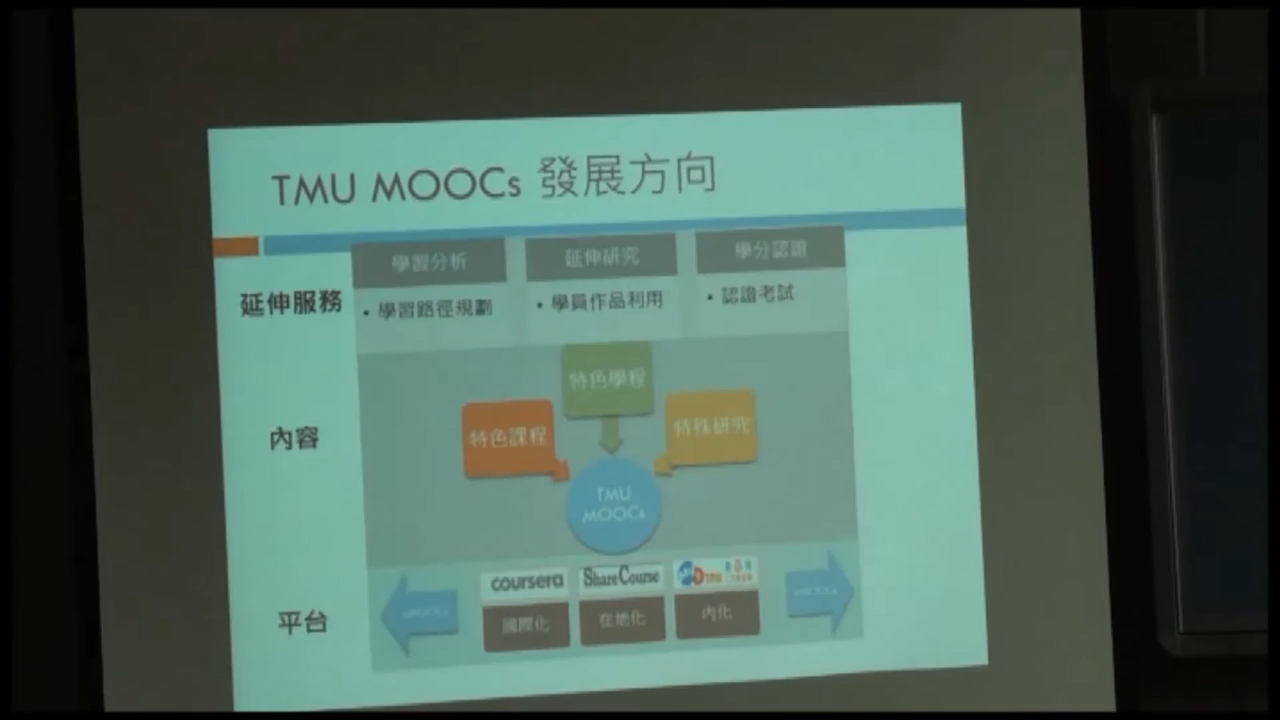 TMU MOOCs 發展方向
學習分析
延伸研究
學分認證
延伸服務
• 學習路徑規劃
• 學員作品利用
• 認證考試
特色學程
特色課程
特殊研究
內容
TMU
MOOCs
coursera
ShareCourse
平台
國際化
在地化
內化